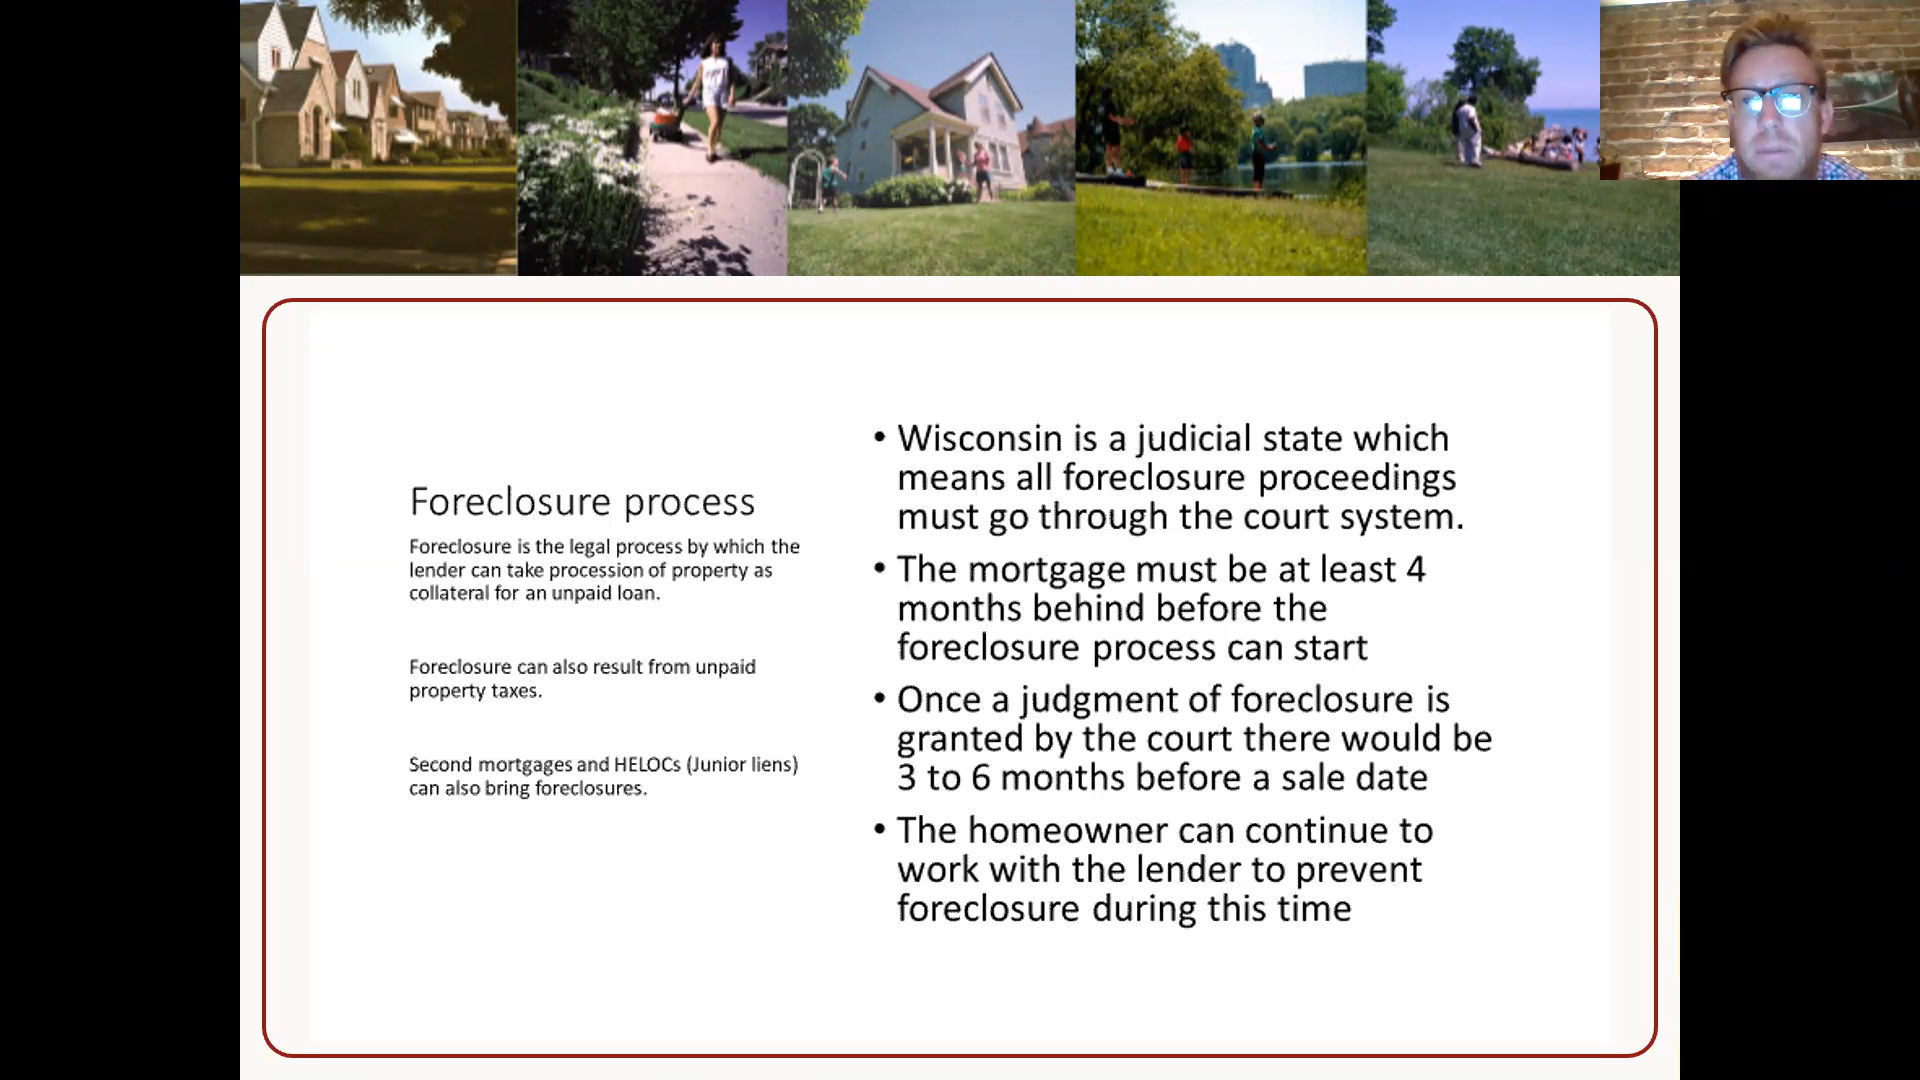 Foreclosure process
Foreclosure is the legal process by which the
lender can take procession of property as
collateral for an unpaid loan.
Foreclosure can also result from unpaid
property taxes.
Second mortgages and HELOCs (Junior liens)
can also bring foreclosures.
• Wisconsin is a judicial state which
means all foreclosure proceedings
must go through the court system.
• The mortgage must be at least 4
months behind before the
foreclosure process can start
• Once a judgment of foreclosure is
granted by the court there would be
3 to 6 months before a sale date
• The homeowner can continue to
work with the lender to prevent
foreclosure during this time